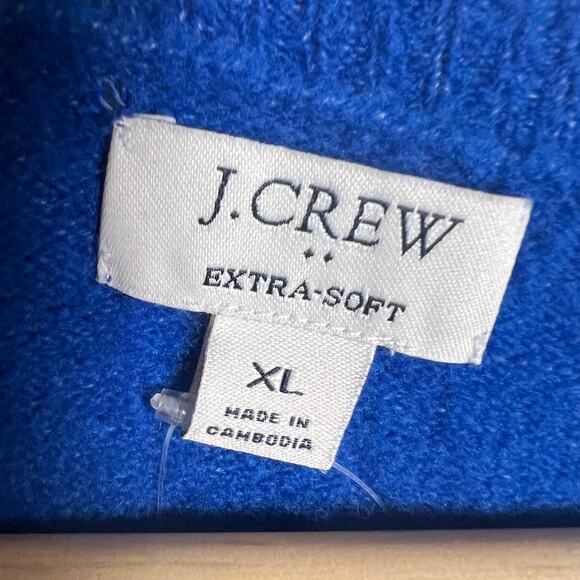 J.CREW
EXTRA-SOFT
XL
MADE IN
CAMBODIA